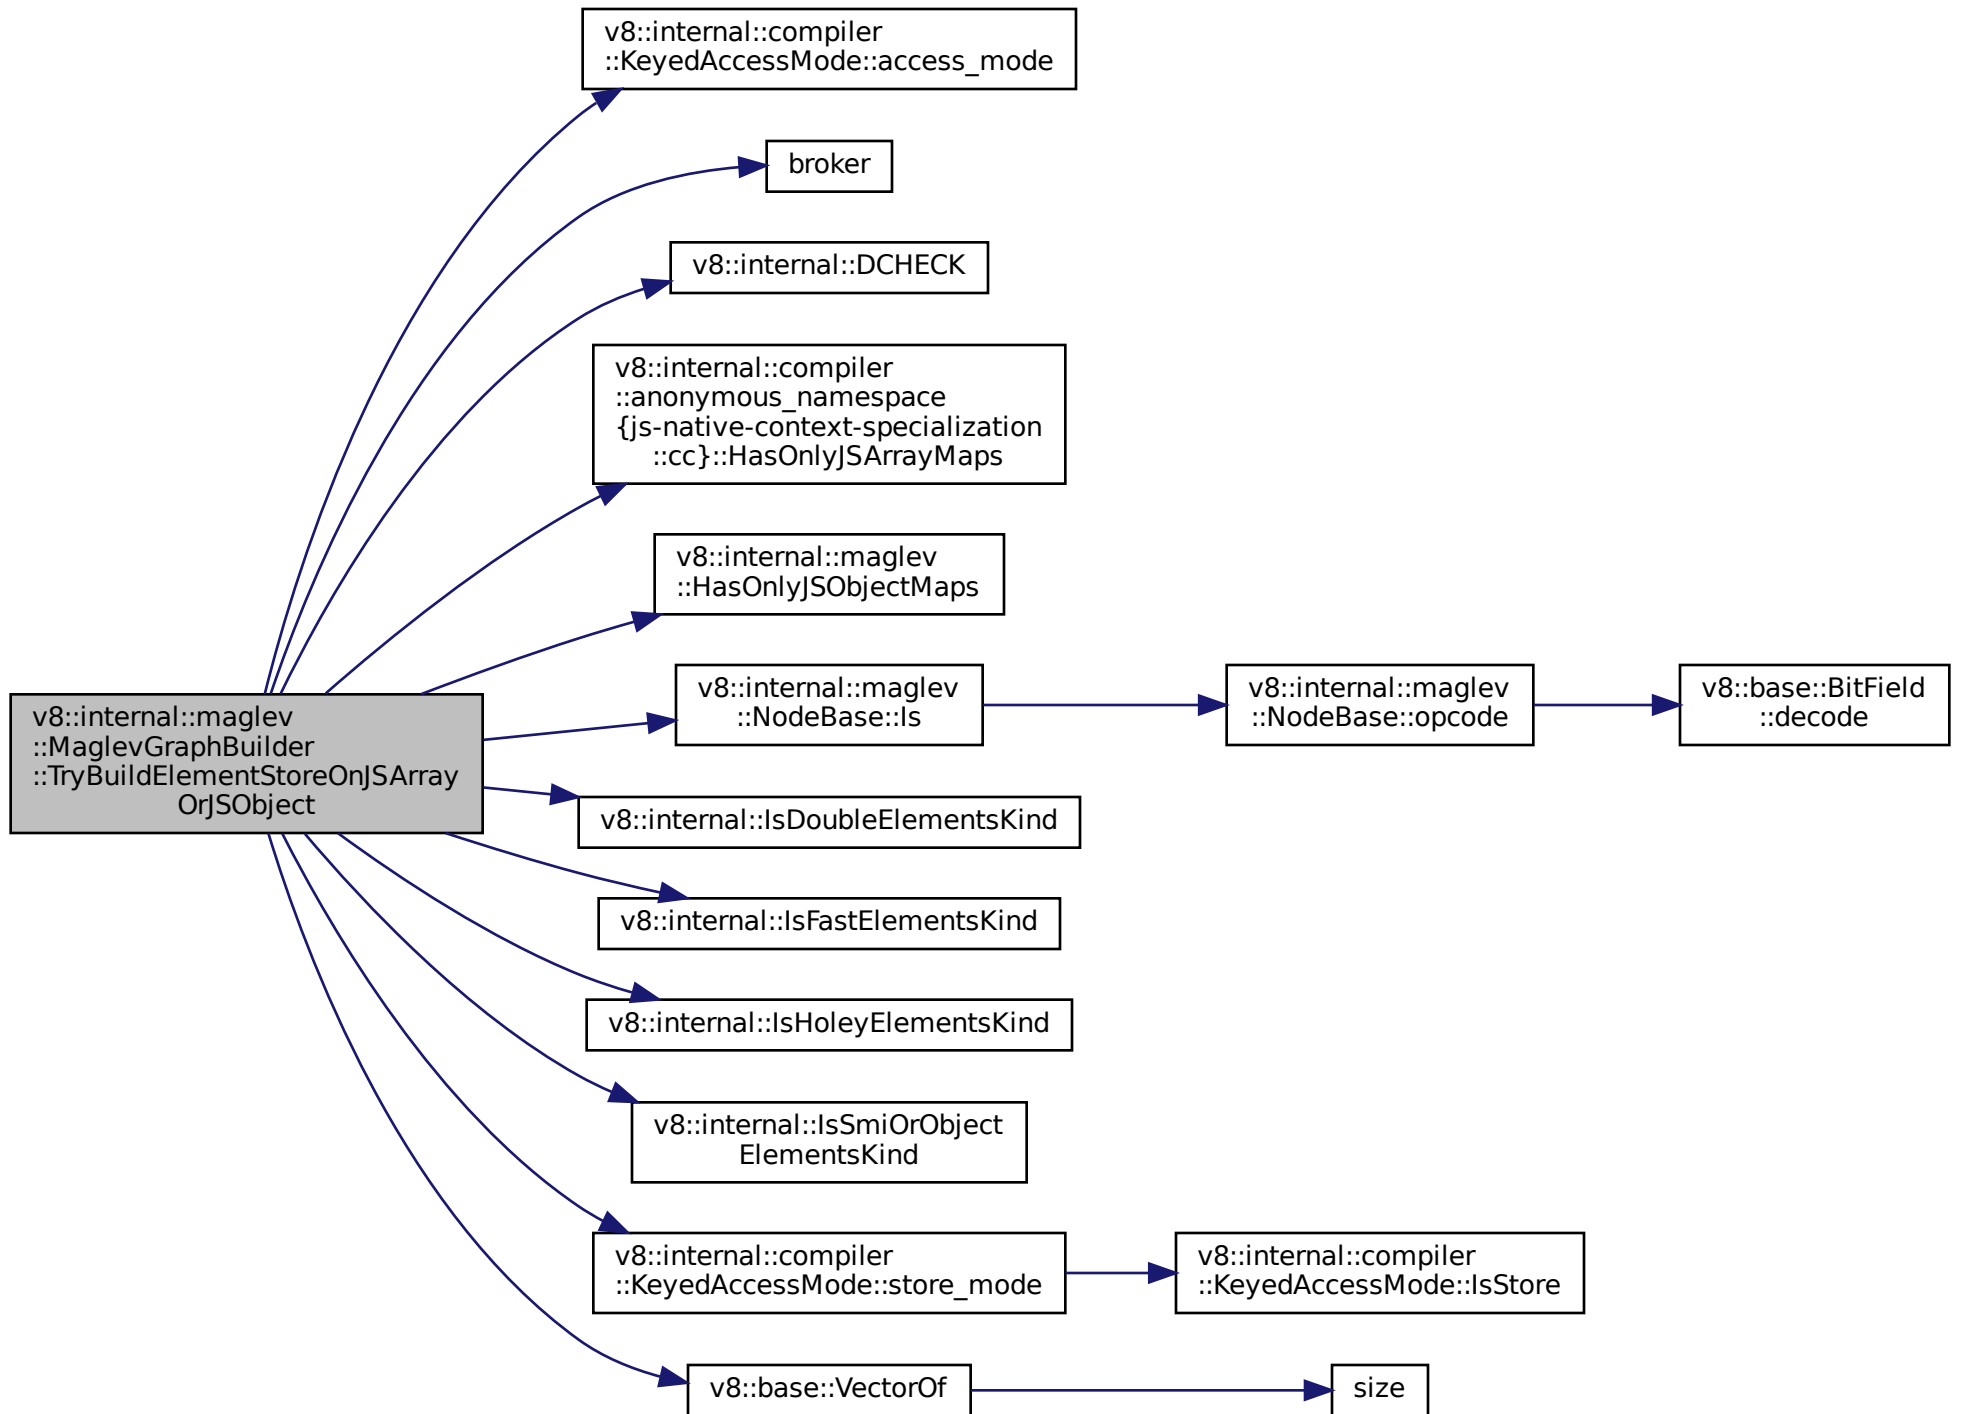 v8::internal::compiler
::KeyedAccessMode::access_mode
broker
v8::internal::DCHECK
v8::internal::compiler
::anonymous_namespace
{js-native-context-specialization
::cc}::HasOnlyJSArrayMaps
v8::internal::maglev
::HasOnlyJSObjectMaps
v8::internal::maglev
::MaglevGraphBuilder
::TryBuildElementStoreOnJSArray
OrJSObject
v8::internal::maglev
::NodeBase::Is
v8::internal::maglev
::NodeBase::opcode
v8::base::BitField
::decode
v8::internal::IsDoubleElementsKind
v8::internal::IsFastElementsKind
v8::internal::IsHoleyElementsKind
v8::internal::IsSmiOrObject
ElementsKind
v8::internal::compiler
::KeyedAccessMode::store_mode
v8::internal::compiler
::KeyedAccessMode::IsStore
v8::base::VectorOf
size